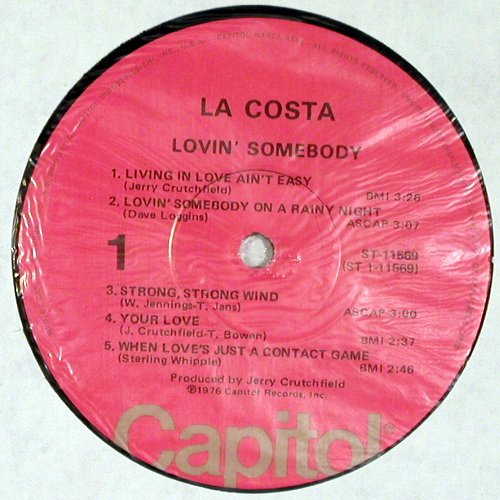 LA COSTA
LOVIN' SOMEBODY
1. LIVING IN LOVE AIN'T EASY
(Jerry Crutchfield) BMI 3:26
2. LOVIN' SOMEBODY ON A RAINY NIGHT
(Dave Loggins) ASCAP 3:07
1 ST-11569
(ST-1-11569)
3. STRONG, STRONG WIND
(W. Jennings-T. Jans) ASCAP 3:00
4. YOUR LOVE
(J. Crutchfield-T. Bowen) BMI 2:37
5. WHEN LOVE'S JUST A CONTACT GAME
(Sterling Whipple) BMI 2:46
Produced by Jerry Crutchfield
℗1976 Capitol Records, Inc.
Capitol®